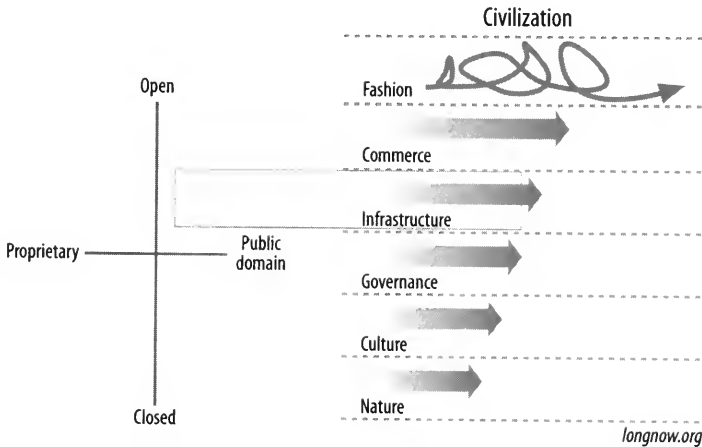 Civilization
Open
Fashion
Commerce
Infrastructure
Proprietary
Public
domain
Governance
Culture
Nature
Closed
longnow.org